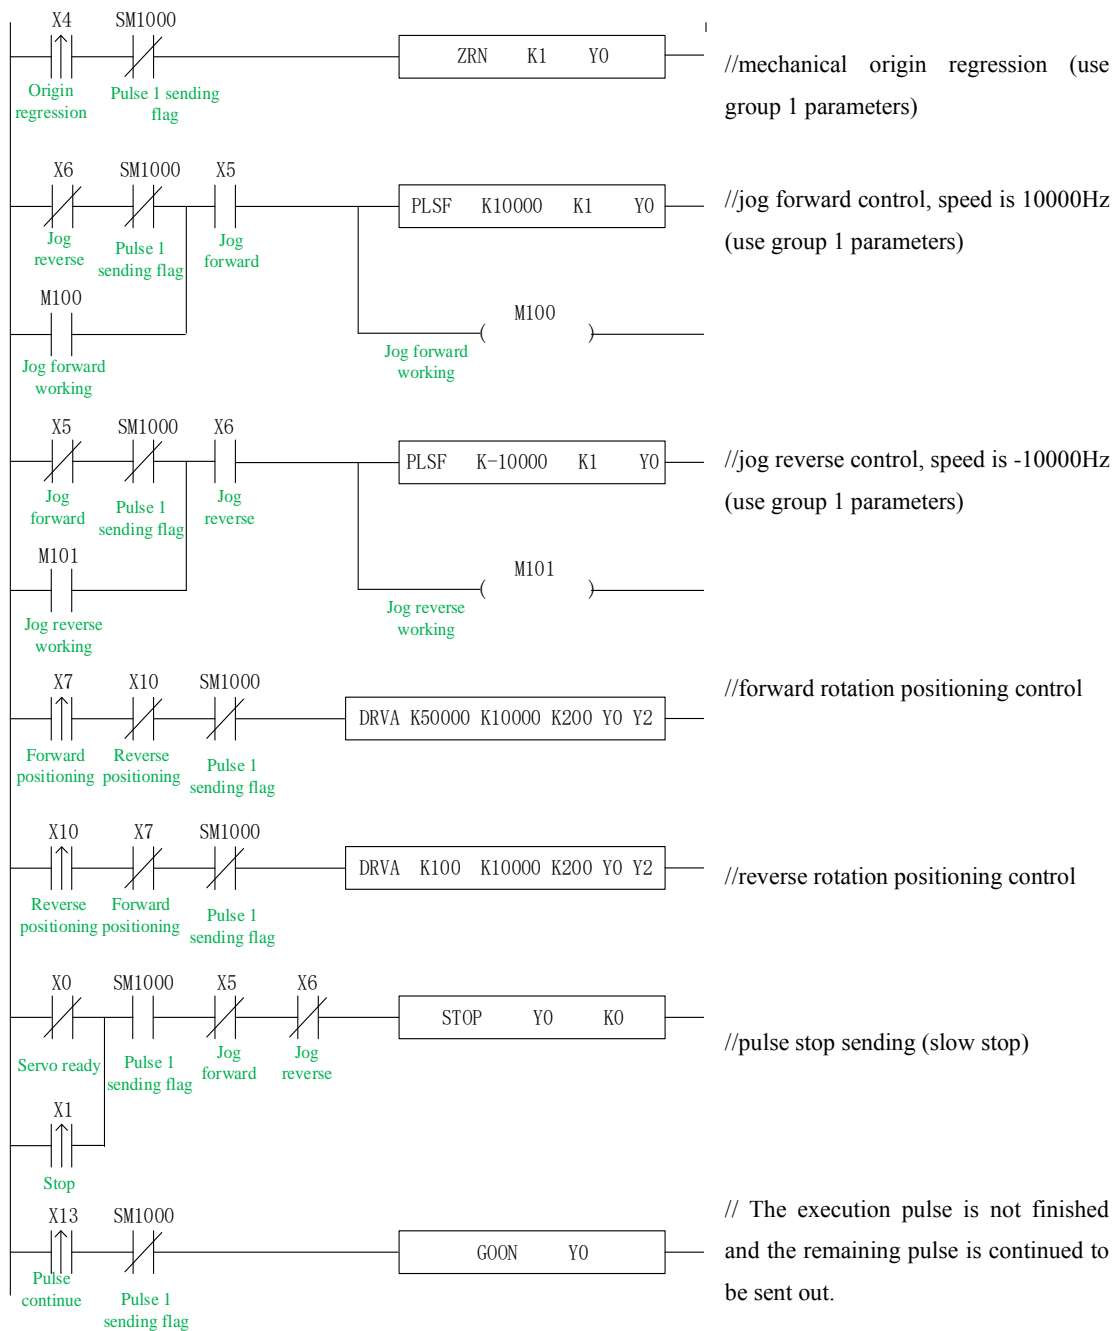 X4 SM1000
ZRN K1 Y0
Origin
regression
Pulse 1 sending
flag
//mechanical origin regression (use
group 1 parameters)
X6 SM1000 X5
PLSF K10000 K1 Y0
Jog
reverse
Pulse 1
sending flag
Jog
forward
//jog forward control, speed is 10000Hz
(use group 1 parameters)
M100
M100
( )
Jog forward
working
Jog forward
working
X5 SM1000 X6
PLSF K-10000 K1 Y0
Jog
forward
Pulse 1
sending flag
Jog
reverse
//jog reverse control, speed is -10000Hz
(use group 1 parameters)
M101
M101
( )
Jog reverse
working
Jog reverse
working
X7 X10 SM1000
DRVA K50000 K10000 K200 Y0 Y2
Forward
positioning
Reverse
positioning
Pulse 1
sending flag
//forward rotation positioning control
X10 X7 SM1000
DRVA K100 K10000 K200 Y0 Y2
Reverse
positioning
Forward
positioning
Pulse 1
sending flag
//reverse rotation positioning control
X0 SM1000 X5 X6
STOP Y0 K0
Servo ready
Pulse 1
sending flag
Jog
forward
Jog
reverse
//pulse stop sending (slow stop)
X1
Stop
X13 SM1000
GOON Y0
Pulse
continue
Pulse 1
sending flag
// The execution pulse is not finished
and the remaining pulse is continued to
be sent out.